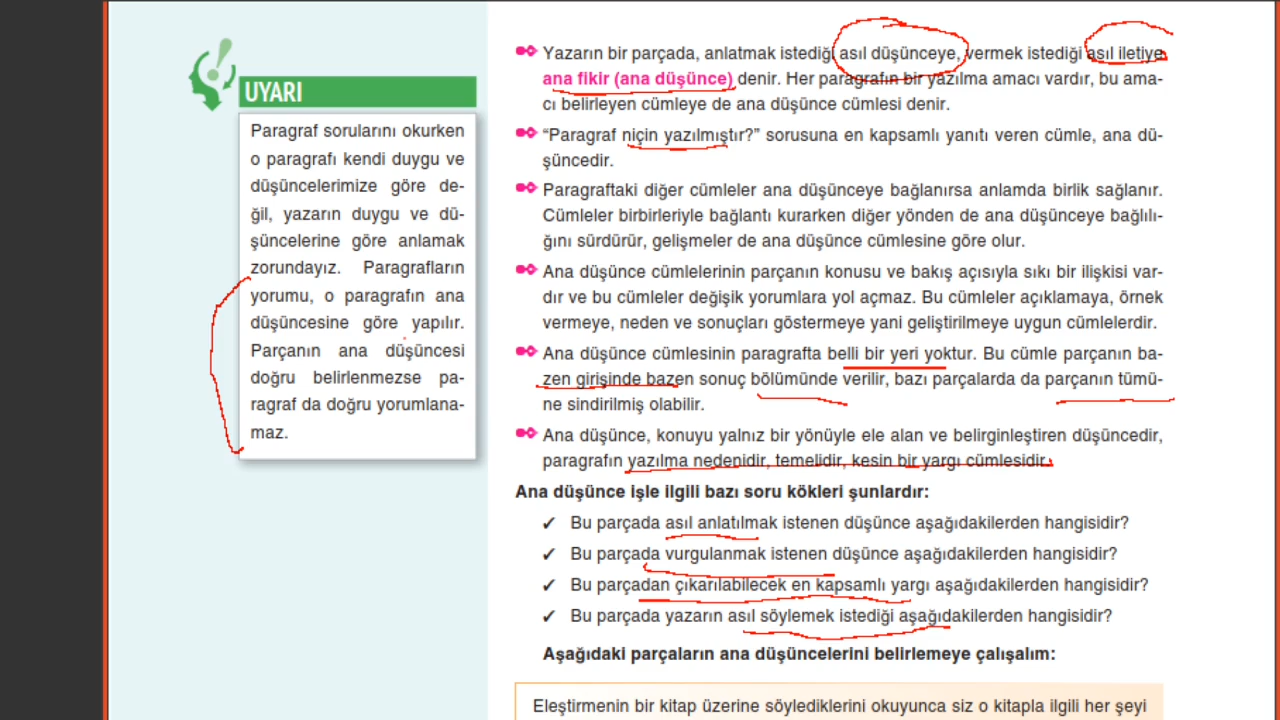 UYARI
Paragraf sorularını okurken
o paragrafı kendi duygu ve
düşüncelerimize göre de-
ğil, yazarın duygu ve dü-
şüncelerine göre anlamak
zorundayız. Paragrafların
yorumu, o paragrafın ana
düşüncesine göre yapılır.
Parçanın ana düşüncesi
doğru belirlenmezse pa-
ragraf da doğru yorumlana-
maz.
Yazarın bir parçada, anlatmak istediği asıl düşünceye, vermek istediği asıl iletiye
ana fikir (ana düşünce) denir. Her paragrafın bir yazılma amacı vardır, bu ama-
cı belirleyen cümleye de ana düşünce cümlesi denir.
“Paragraf niçin yazılmıştır?” sorusuna en kapsamlı yanıtı veren cümle, ana dü-
şüncedir.
Paragraftaki diğer cümleler ana düşünceye bağlanırsa anlamda birlik sağlanır.
Cümleler birbirleriyle bağlantı kurarken diğer yönden de ana düşünceye bağlılı-
ğını sürdürür, gelişmeler de ana düşünce cümlesine göre olur.
Ana düşünce cümlelerinin parçanın konusu ve bakış açısıyla sıkı bir ilişkisi var-
dır ve bu cümleler değişik yorumlara yol açmaz. Bu cümleler açıklamaya, örnek
vermeye, neden ve sonuçları göstermeye yani geliştirilmeye uygun cümlelerdir.
Ana düşünce cümlesinin paragrafta belli bir yeri yoktur. Bu cümle parçanın ba-
zen girişinde bazen sonuç bölümünde verilir, bazı parçalarda da parçanın tümü-
ne sindirilmiş olabilir.
Ana düşünce, konuyu yalnız bir yönüyle ele alan ve belirginleştiren düşüncedir,
paragrafın yazılma nedenidir, temelidir, kesin bir yargı cümlesidir.
Ana düşünce işle ilgili bazı soru kökleri şunlardır:
✓ Bu parçada asıl anlatılmak istenen düşünce aşağıdakilerden hangisidir?
✓ Bu parçada vurgulanmak istenen düşünce aşağıdakilerden hangisidir?
✓ Bu parçadan çıkarılabilecek en kapsamlı yargı aşağıdakilerden hangisidir?
✓ Bu parçada yazarın asıl söylemek istediği aşağıdakilerden hangisidir?
Aşağıdaki parçaların ana düşüncelerini belirlemeye çalışalım:
Eleştirmenin bir kitap üzerine söylediklerini okuyunca siz o kitapla ilgili her şeyi